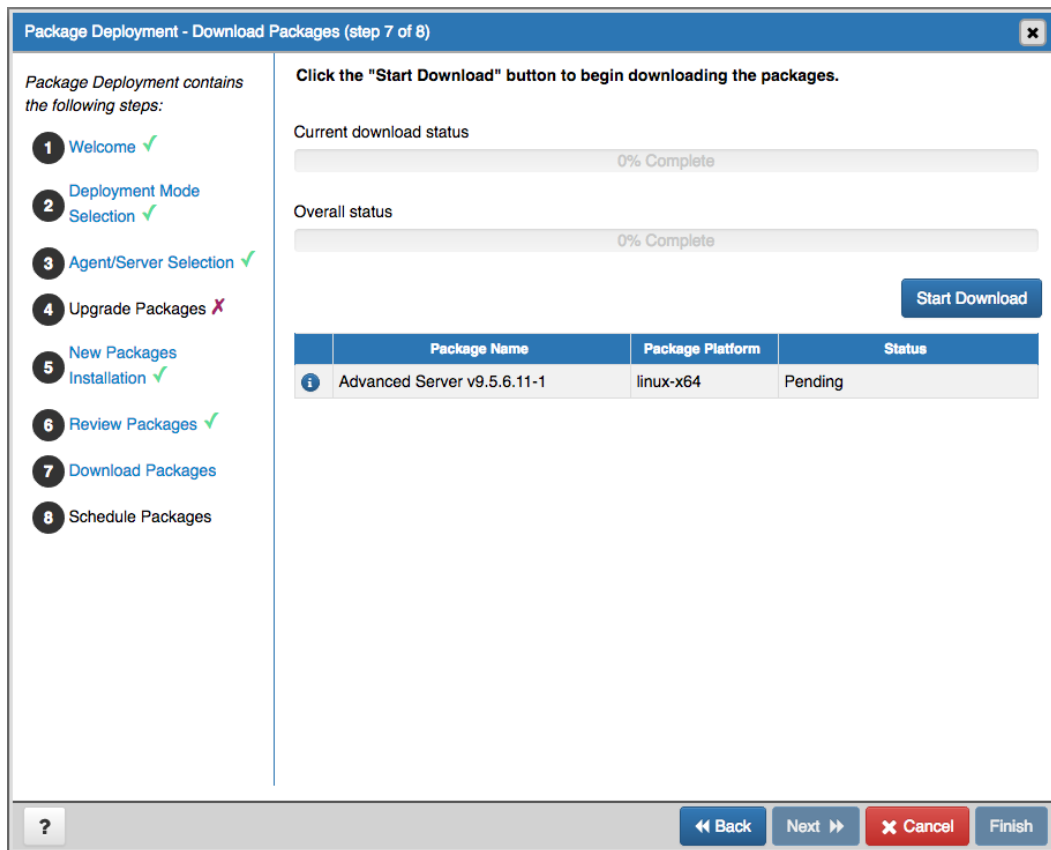 Package Deployment - Download Packages (step 7 of 8)
Package Deployment contains
the following steps:
1 Welcome ✓
2 Deployment Mode
Selection ✓
3 Agent/Server Selection ✓
4 Upgrade Packages ✗
5 New Packages
Installation ✓
6 Review Packages ✓
7 Download Packages
8 Schedule Packages
Click the "Start Download" button to begin downloading the packages.
Current download status
0% Complete
Overall status
0% Complete
Start Download
Package Name Package Platform Status
Advanced Server v9.5.6.11-1 linux-x64 Pending
? Back Next Cancel Finish